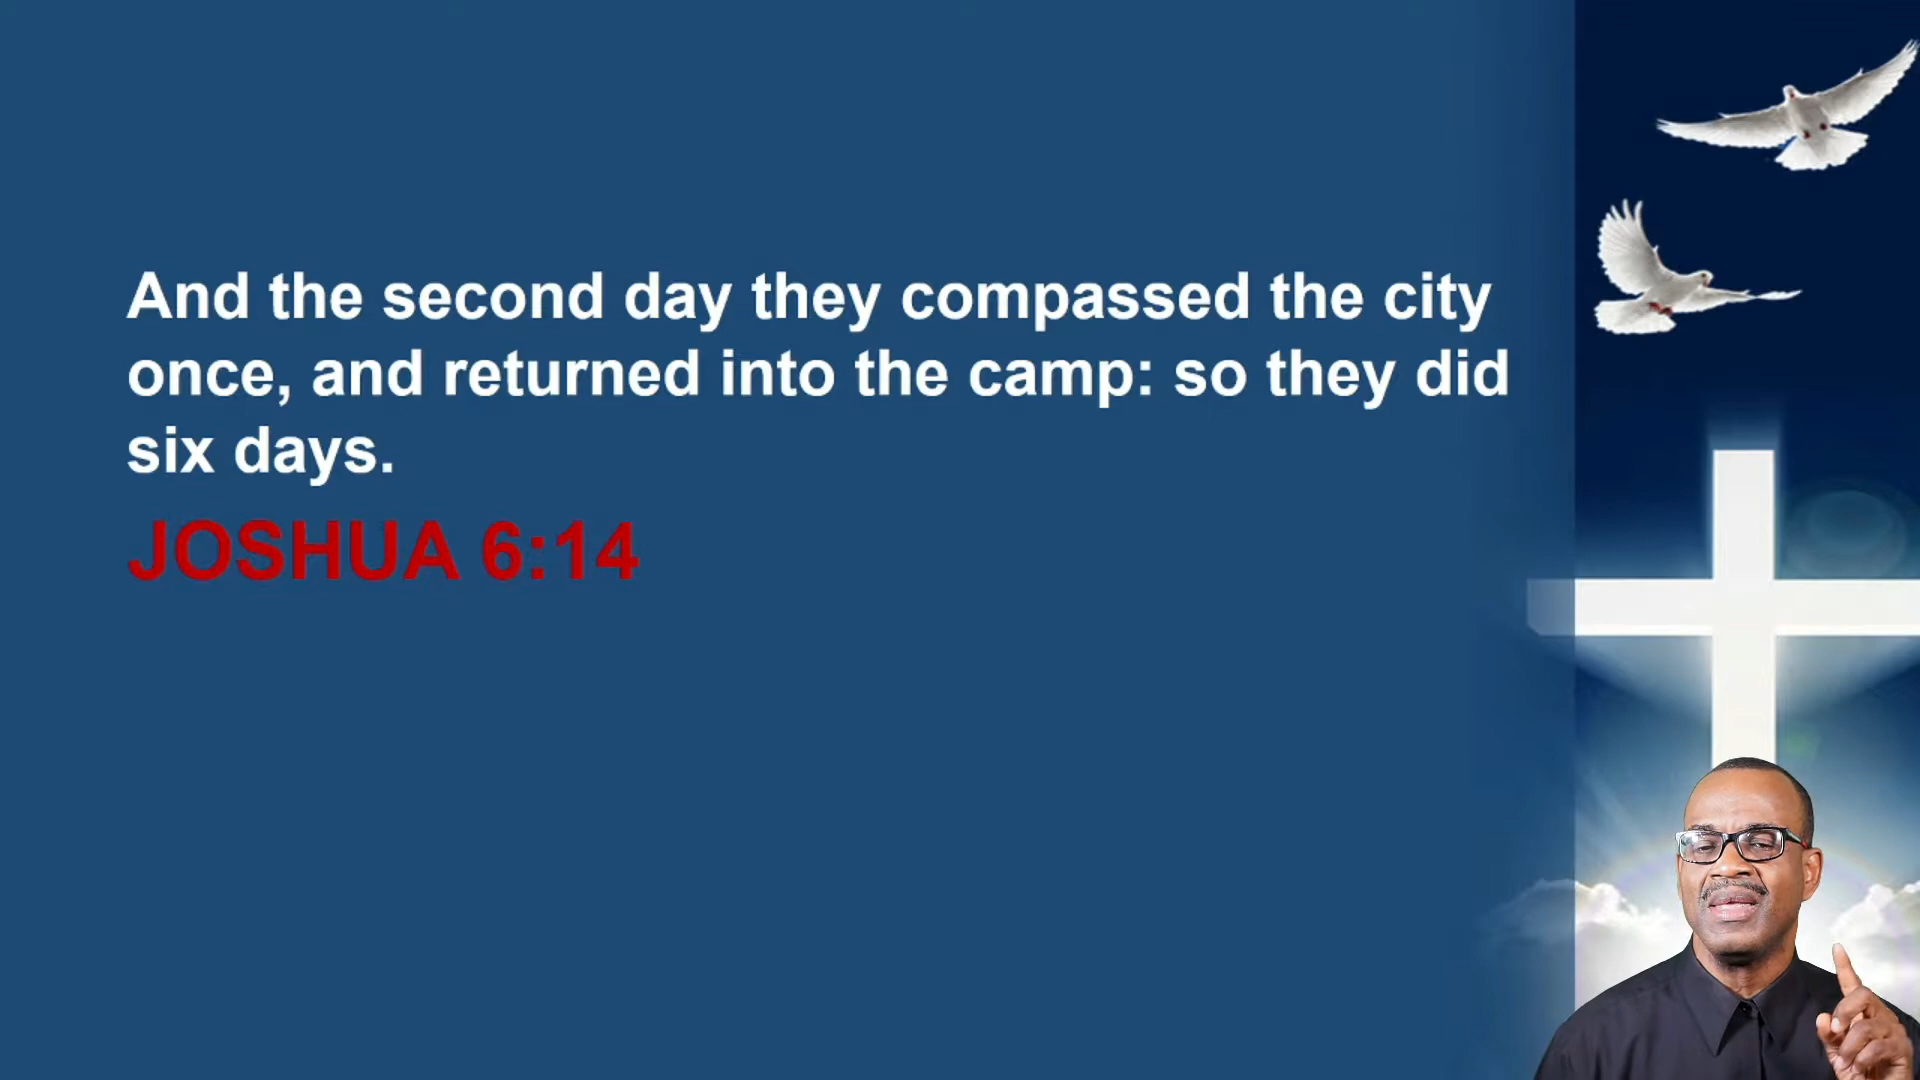 And the second day they compassed the city
once, and returned into the camp: so they did
six days.
JOSHUA 6:14